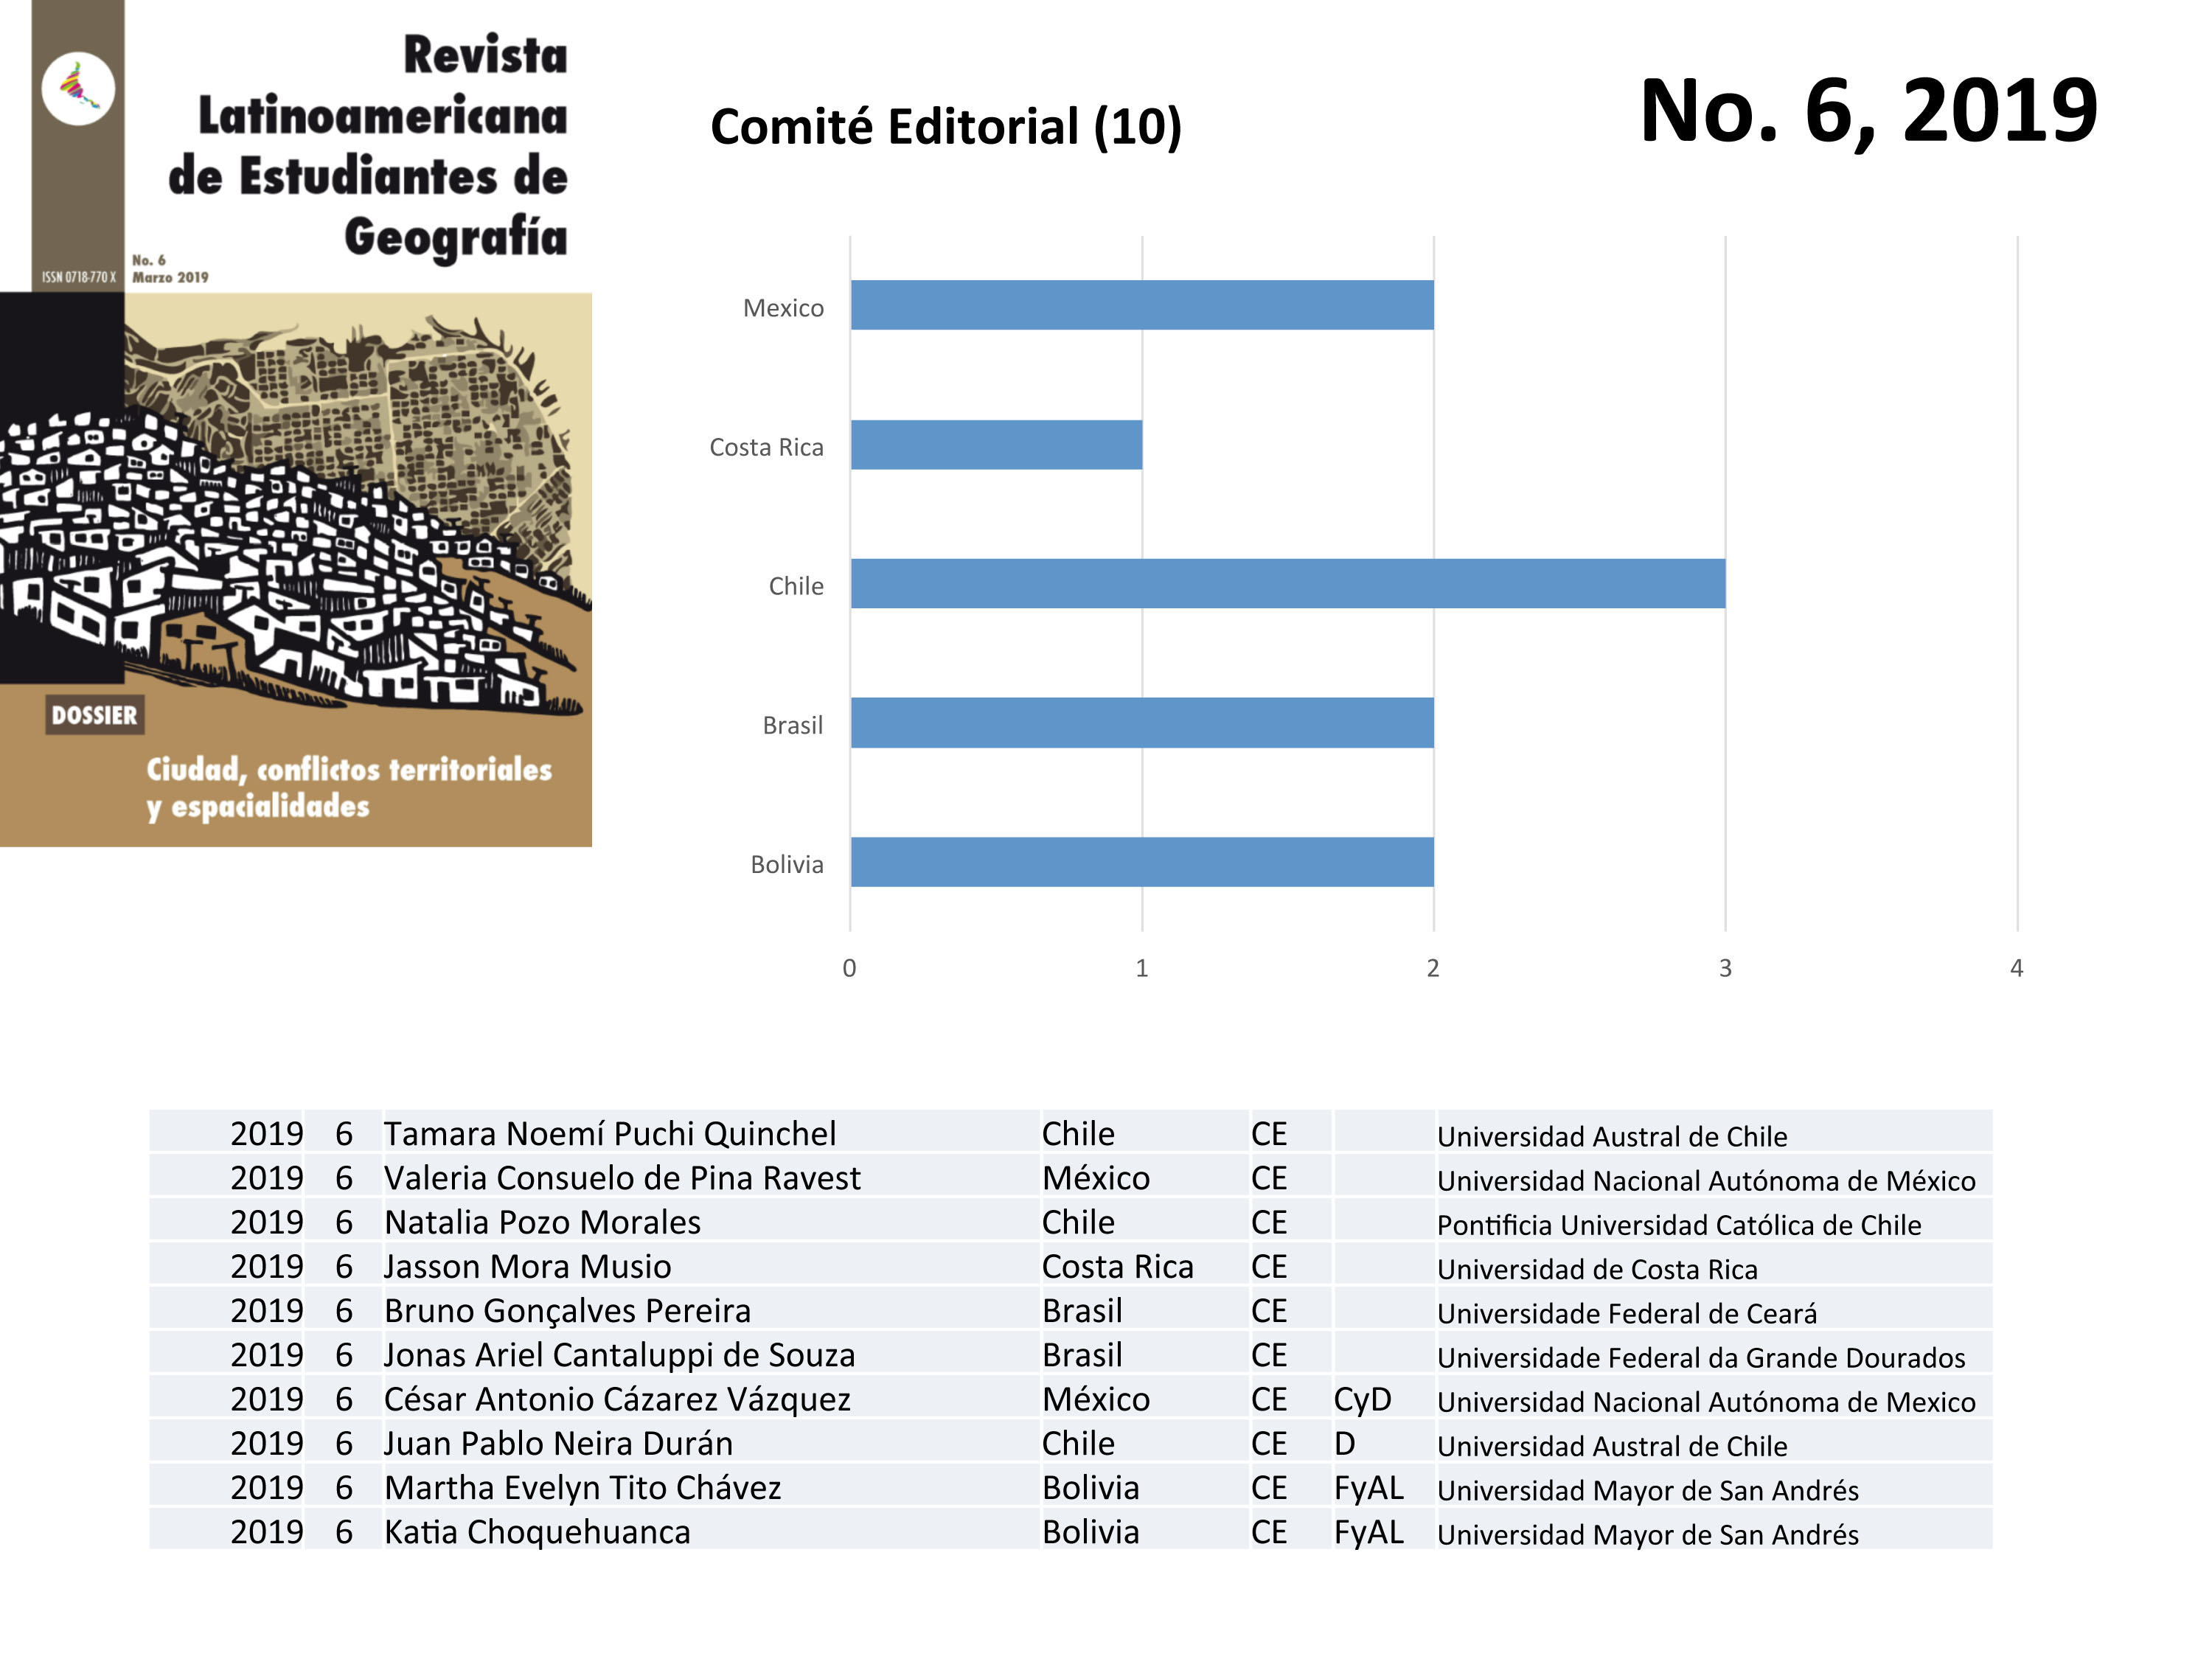 Revista
Latinoamericana
de Estudiantes de
Geografía
No. 6
ISSN 0718-770 X
Marzo 2019
DOSSIER
Ciudad, conflictos territoriales
y espacialidades
Comité Editorial (10)
No. 6, 2019
Mexico
Costa Rica
Chile
Brasil
Bolivia
0 1 2 3 4
2019 6 Tamara Noemí Puchi Quinchel Chile CE Universidad Austral de Chile
2019 6 Valeria Consuelo de Pina Ravest México CE Universidad Nacional Autónoma de México
2019 6 Natalia Pozo Morales Chile CE Pontificia Universidad Católica de Chile
2019 6 Jasson Mora Musio Costa Rica CE Universidad de Costa Rica
2019 6 Bruno Gonçalves Pereira Brasil CE Universidade Federal de Ceará
2019 6 Jonas Ariel Cantaluppi de Souza Brasil CE Universidade Federal da Grande Dourados
2019 6 César Antonio Cázarez Vázquez México CE CyD Universidad Nacional Autónoma de Mexico
2019 6 Juan Pablo Neira Durán Chile CE D Universidad Austral de Chile
2019 6 Martha Evelyn Tito Chávez Bolivia CE FyAL Universidad Mayor de San Andrés
2019 6 Katia Choquehuanca Bolivia CE FyAL Universidad Mayor de San Andrés